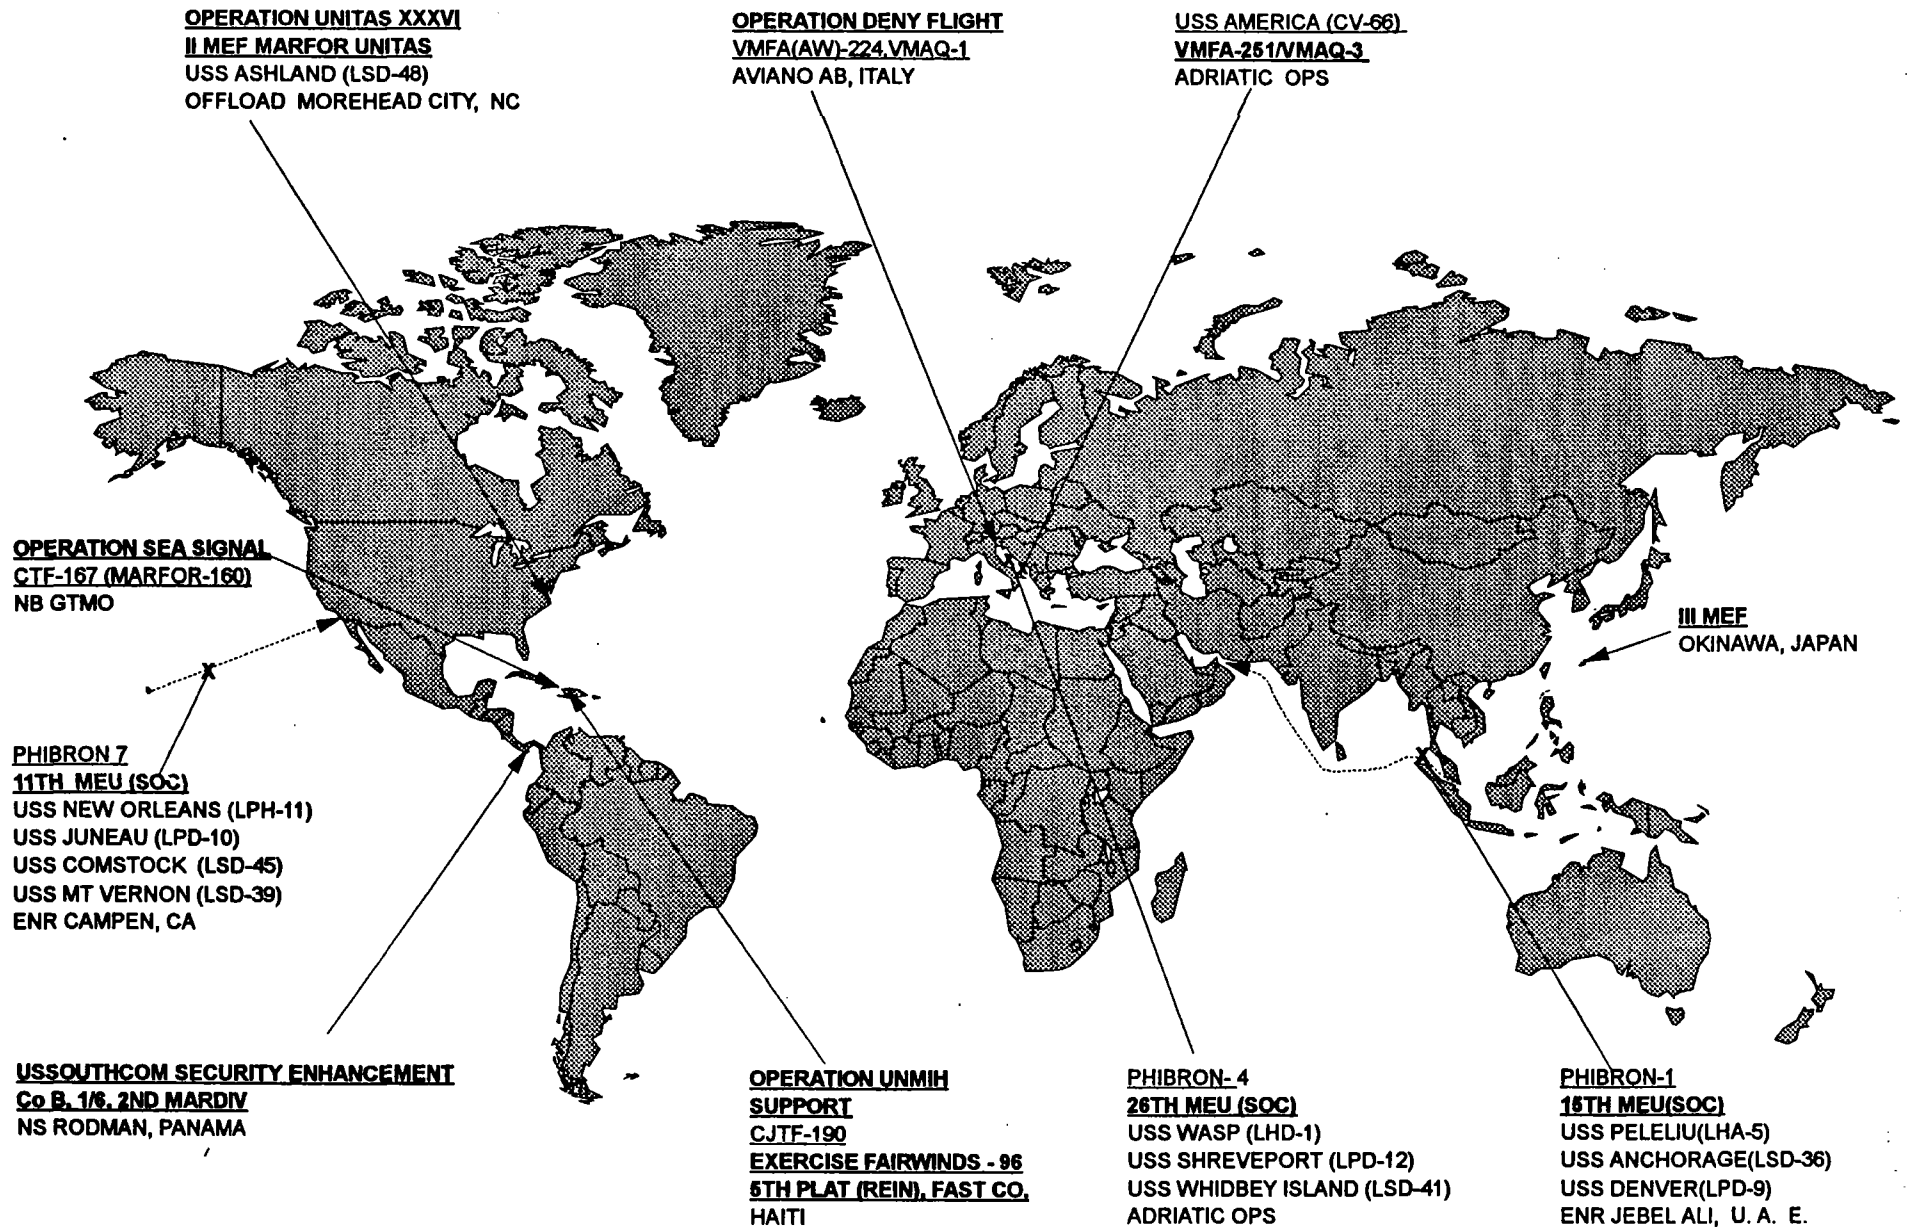 OPERATION UNITAS XXXVI
II MEF MARFOR UNITAS
USS ASHLAND (LSD-48)
OFFLOAD MOREHEAD CITY, NC
OPERATION DENY FLIGHT
VMFA(AW)-224,VMAQ-1
AVIANO AB, ITALY
USS AMERICA (CV-66)
VMFA-251/VMAQ-3
ADRIATIC OPS
OPERATION SEA SIGNAL
CTF-167 (MARFOR-160)
NB GTMO
III MEF
OKINAWA, JAPAN
PHIBRON 7
11TH MEU (SOC)
USS NEW ORLEANS (LPH-11)
USS JUNEAU (LPD-10)
USS COMSTOCK (LSD-45)
USS MT VERNON (LSD-39)
ENR CAMPEN, CA
USSOUTHCOM SECURITY ENHANCEMENT
Co B, 1/6, 2ND MARDIV
NS RODMAN, PANAMA
OPERATION UNMIH
SUPPORT
CJTF-190
EXERCISE FAIRWINDS - 96
5TH PLAT (REIN), FAST CO,
HAITI
PHIBRON- 4
26TH MEU (SOC)
USS WASP (LHD-1)
USS SHREVEPORT (LPD-12)
USS WHIDBEY ISLAND (LSD-41)
ADRIATIC OPS
PHIBRON-1
15TH MEU(SOC)
USS PELELIU(LHA-5)
USS ANCHORAGE(LSD-36)
USS DENVER(LPD-9)
ENR JEBEL ALI, U. A. E.